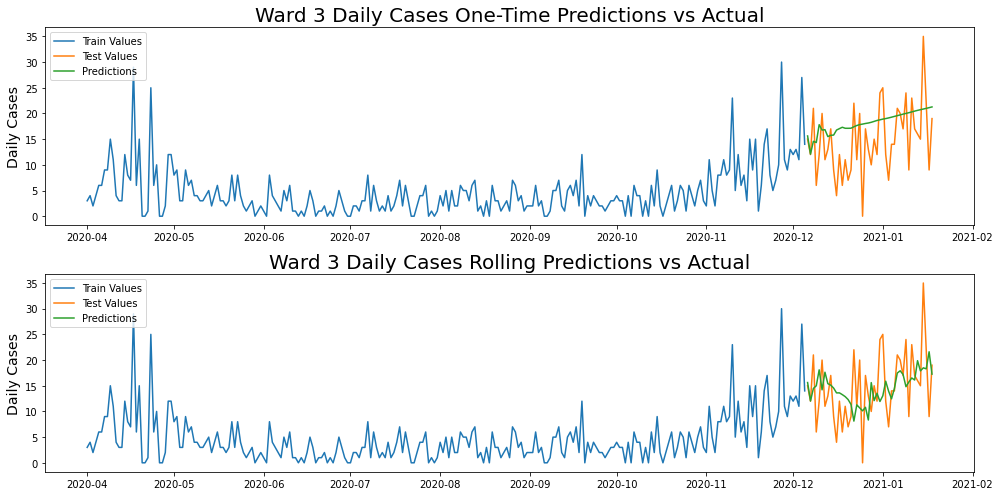 Ward 3 Daily Cases One-Time Predictions vs Actual
Daily Cases
35
30
25
20
15
10
5
0
Train Values
Test Values
Predictions
2020-04 2020-05 2020-06 2020-07 2020-08 2020-09 2020-10 2020-11 2020-12 2021-01 2021-02
Ward 3 Daily Cases Rolling Predictions vs Actual
Daily Cases
35
30
25
20
15
10
5
0
Train Values
Test Values
Predictions
2020-04 2020-05 2020-06 2020-07 2020-08 2020-09 2020-10 2020-11 2020-12 2021-01 2021-02